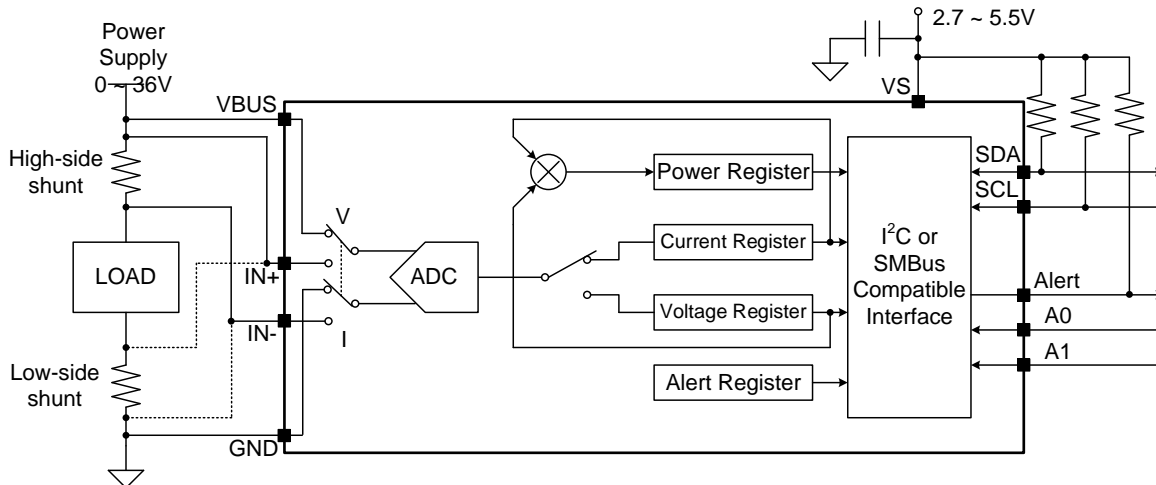 Power
Supply
0 ~ 36V
2.7 ~ 5.5V
VBUS
VS
High-side
shunt
Power Register
SDA
SCL
V
Current Register
I²C or
SMBus
Compatible
Interface
LOAD
IN+
ADC
Alert
Voltage Register
IN-
I
A0
A1
Low-side
shunt
Alert Register
GND